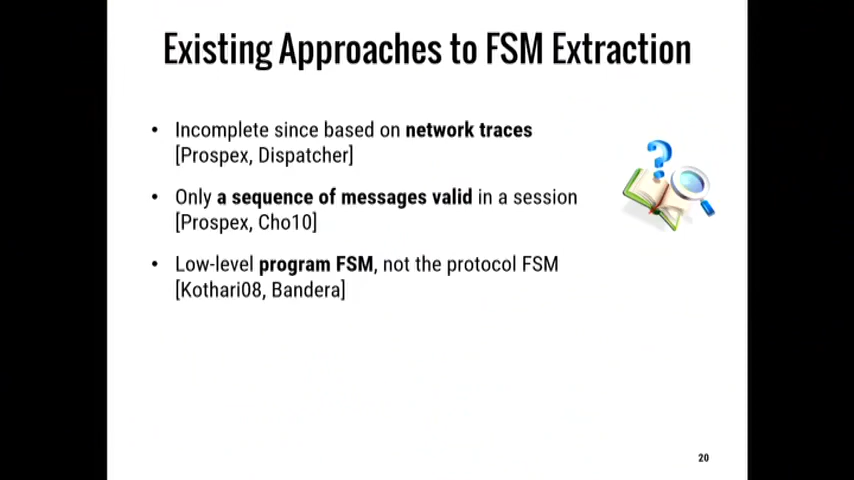 Existing Approaches to FSM Extraction
• Incomplete since based on network traces
[Prospex, Dispatcher]
• Only a sequence of messages valid in a session
[Prospex, Cho10]
• Low-level program FSM, not the protocol FSM
[Kothari08, Bandera]
20